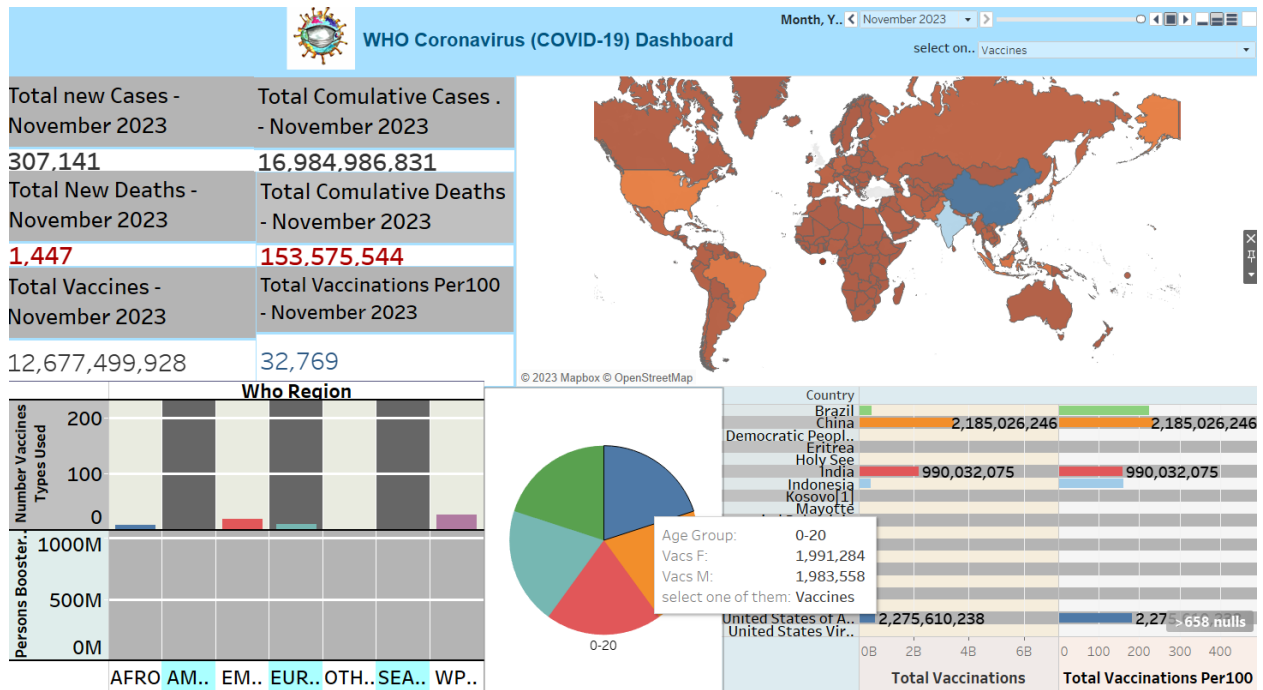 WHO Coronavirus (COVID-19) Dashboard
Month, Y..
November 2023
select on..
Vaccines
Total new Cases -
November 2023
307,141
Total Comulative Cases .
- November 2023
16,984,986,831
Total New Deaths -
November 2023
1,447
Total Comulative Deaths
- November 2023
153,575,544
Total Vaccines -
November 2023
12,677,499,928
Total Vaccinations Per100
- November 2023
32,769
© 2023 Mapbox © OpenStreetMap
Who Region
Number Vaccines
Types Used
200
100
0
Persons Booster..
1000M
500M
0M
AFRO
AM..
EM..
EUR..
OTH..
SEA..
WP..
0-20
Age Group: 0-20
Vacs F: 1,991,284
Vacs M: 1,983,558
select one of them: Vaccines
Country
Brazil
China 2,185,026,246 2,185,026,246
Democratic Peopl..
Eritrea
Holy See
India 990,032,075 990,032,075
Indonesia
Kosovo[1]
Mayotte
United States of A.. 2,275,610,238
United States Vir..
>658 nulls
0B 2B 4B 6B
0 100 200 300 400
Total Vaccinations
Total Vaccinations Per100